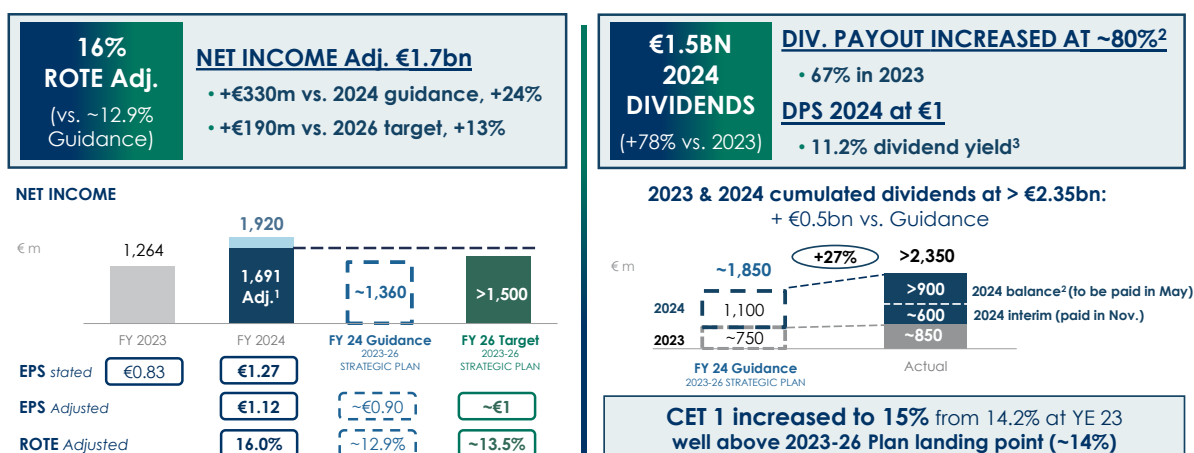 16%
ROTE Adj.
(vs. ~12.9%
Guidance)
NET INCOME Adj. €1.7bn
• +€330m vs. 2024 guidance, +24%
• +€190m vs. 2026 target, +13%
NET INCOME
€ m
1,264
1,920
1,691
Adj.¹
~1,360
>1,500
FY 2023
FY 2024
FY 24 Guidance
2023-26
STRATEGIC PLAN
FY 26 Target
2023-26
STRATEGIC PLAN
EPS stated €0.83 €1.27
EPS Adjusted €1.12 ~€0.90 ~€1
ROTE Adjusted 16.0% ~12.9% ~13.5%
€1.5BN
2024
DIVIDENDS
(+78% vs. 2023)
DIV. PAYOUT INCREASED AT ~80%²
• 67% in 2023
DPS 2024 at €1
• 11.2% dividend yield³
2023 & 2024 cumulated dividends at > €2.35bn:
+ €0.5bn vs. Guidance
€ m
~1,850
+27%
>2,350
2024
1,100
>900
2024 balance² (to be paid in May)
~600
2024 interim (paid in Nov.)
2023
~750
~850
FY 24 Guidance
2023-26 STRATEGIC PLAN
Actual
CET 1 increased to 15% from 14.2% at YE 23
well above 2023-26 Plan landing point (~14%)